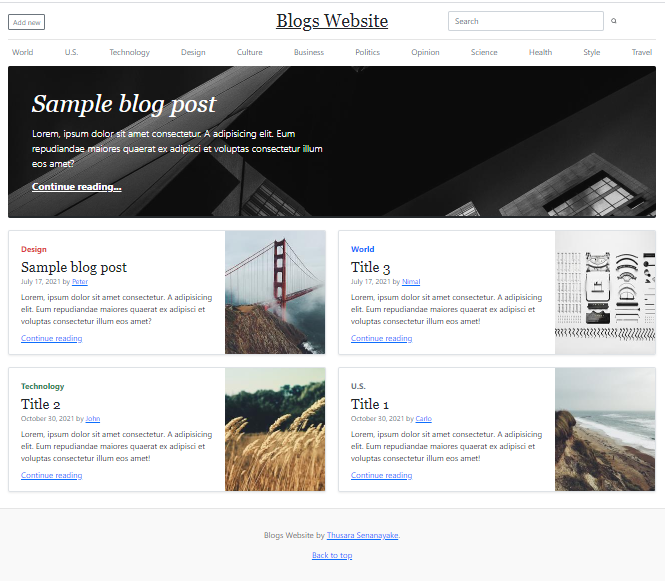 Add new
Blogs Website
Search
World U.S. Technology Design Culture Business Politics Opinion Science Health Style Travel
Sample blog post
Lorem, ipsum dolor sit amet consectetur. A adipisicing elit. Eum
repudiandae maiores quaerat ex adipisci et voluptas consectetur illum
eos amet?
Continue reading...
Design
Sample blog post
July 17, 2021 by Peter
Lorem, ipsum dolor sit amet consectetur. A adipisicing
elit. Eum repudiandae maiores quaerat ex adipisci et
voluptas consectetur illum eos amet?
Continue reading
World
Title 3
July 17, 2021 by Nimal
Lorem, ipsum dolor sit amet consectetur. A adipisicing
elit. Eum repudiandae maiores quaerat ex adipisci et
voluptas consectetur illum eos amet!
Continue reading
Technology
Title 2
October 30, 2021 by John
Lorem, ipsum dolor sit amet consectetur. A adipisicing
elit. Eum repudiandae maiores quaerat ex adipisci et
voluptas consectetur illum eos amet!
Continue reading
U.S.
Title 1
October 30, 2021 by Carlo
Lorem, ipsum dolor sit amet consectetur. A adipisicing
elit. Eum repudiandae maiores quaerat ex adipisci et
voluptas consectetur illum eos amet!
Continue reading
Blogs Website by Thusara Senanayake.
Back to top